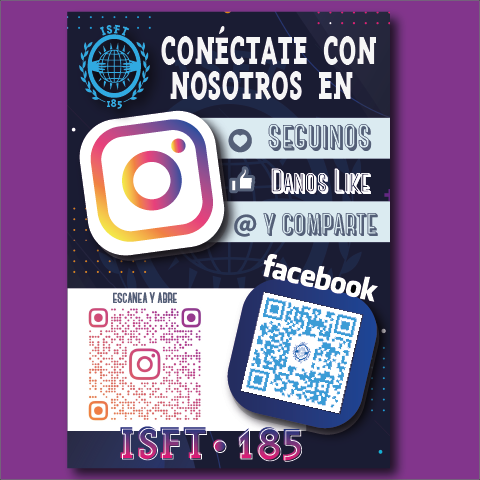 ISFT
185
CONÉCTATE CON
NOSOTROS EN
SEGUINOS
DANOS LIKE
@ Y COMPARTE
facebook
ESCANEA Y ABRE
ISFT • 185